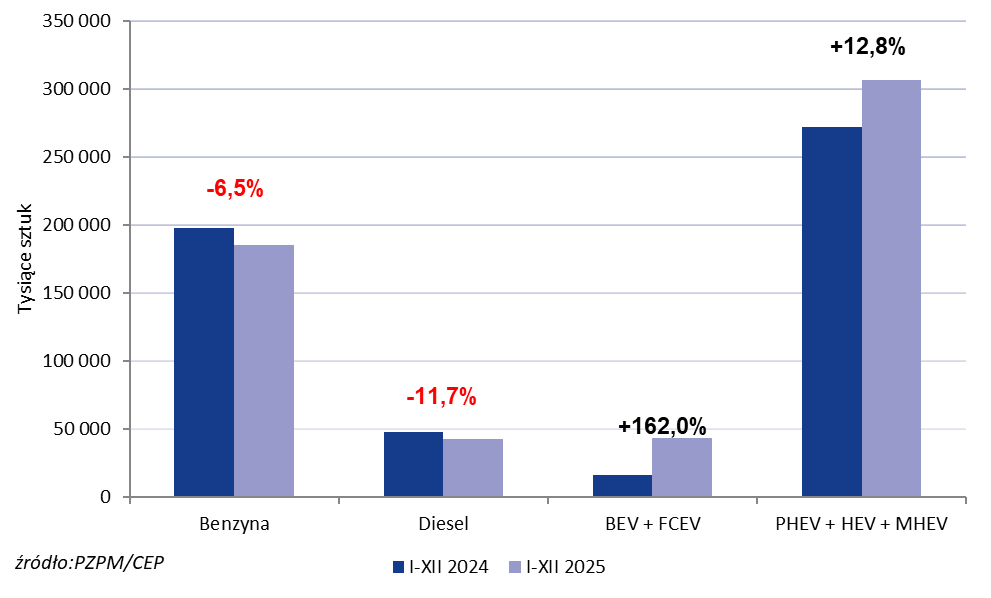 350 000
300 000
250 000
200 000
150 000
100 000
50 000
0
Tysiące sztuk
-6,5%
-11,7%
+162,0%
+12,8%
Benzyna
Diesel
BEV + FCEV
PHEV + HEV + MHEV
źródło:PZPM/CEP
I-XII 2024
I-XII 2025